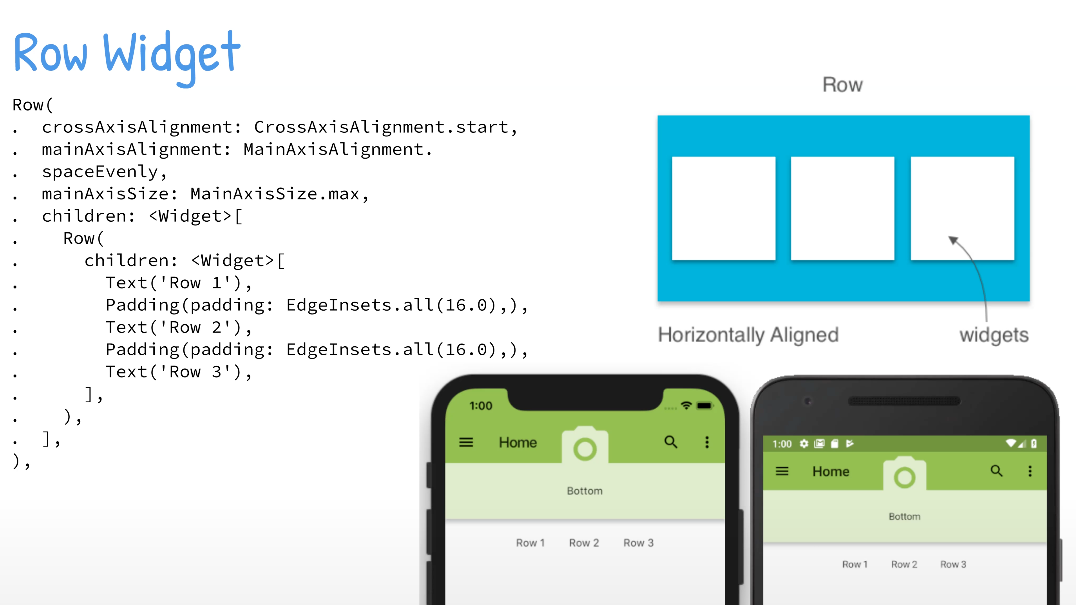 Row Widget
Row(
.  crossAxisAlignment: CrossAxisAlignment.start,
.  mainAxisAlignment: MainAxisAlignment.
.  spaceEvenly,
.  mainAxisSize: MainAxisSize.max,
.  children: <Widget>[
.    Row(
.      children: <Widget>[
.        Text('Row 1'),
.        Padding(padding: EdgeInsets.all(16.0),),
.        Text('Row 2'),
.        Padding(padding: EdgeInsets.all(16.0),),
.        Text('Row 3'),
.      ],
.    ),
.  ],
),
Row
Horizontally Aligned
widgets
1:00
Home
Bottom
Row 1 Row 2 Row 3
1:00
Home
Bottom
Row 1 Row 2 Row 3